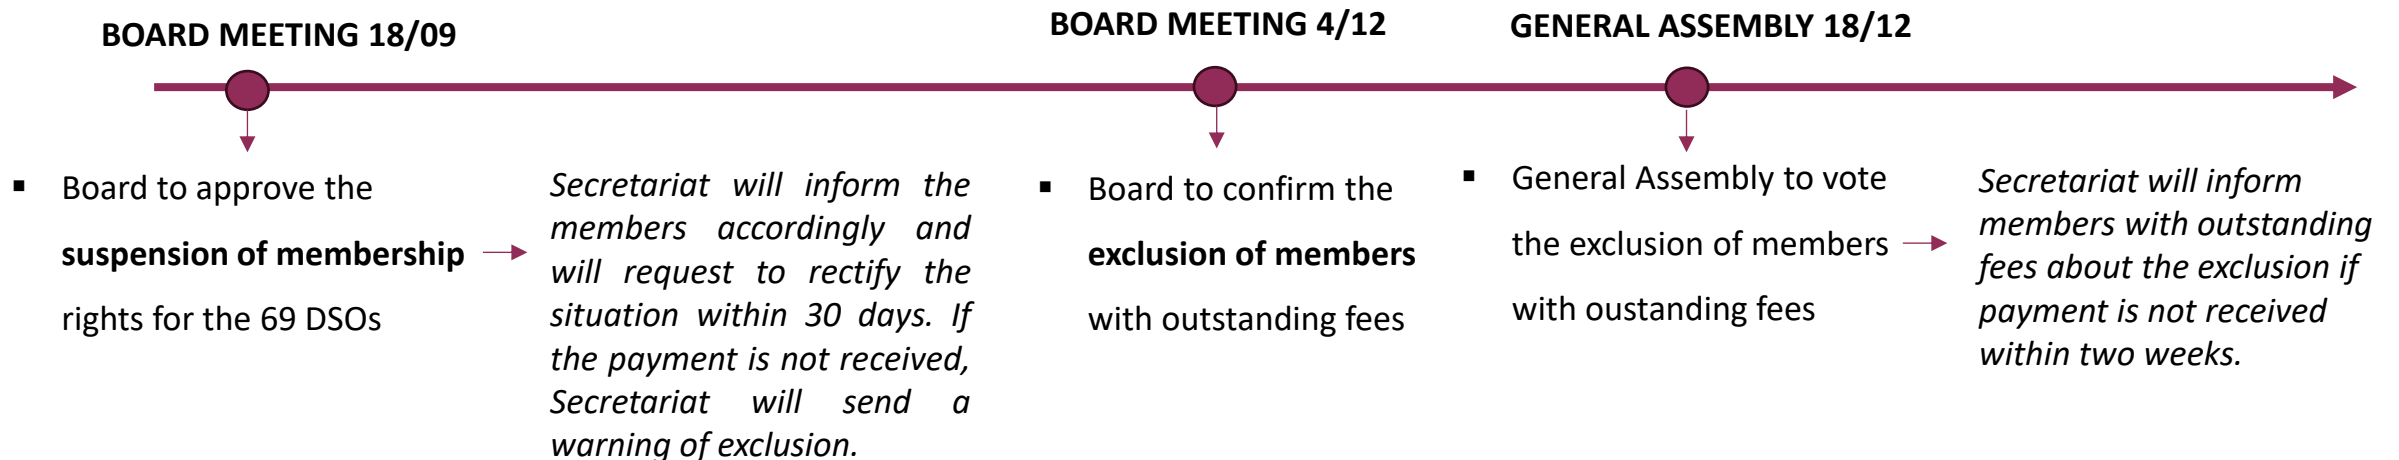 BOARD MEETING 18/09
▪ Board to approve the
suspension of membership
rights for the 69 DSOs
Secretariat will inform the
members accordingly and
will request to rectify the
situation within 30 days. If
the payment is not received,
Secretariat will send a
warning of exclusion.
BOARD MEETING 4/12
▪ Board to confirm the
exclusion of members
with outstanding fees
GENERAL ASSEMBLY 18/12
▪ General Assembly to vote
the exclusion of members
with oustanding fees
Secretariat will inform
members with outstanding
fees about the exclusion if
payment is not received
within two weeks.